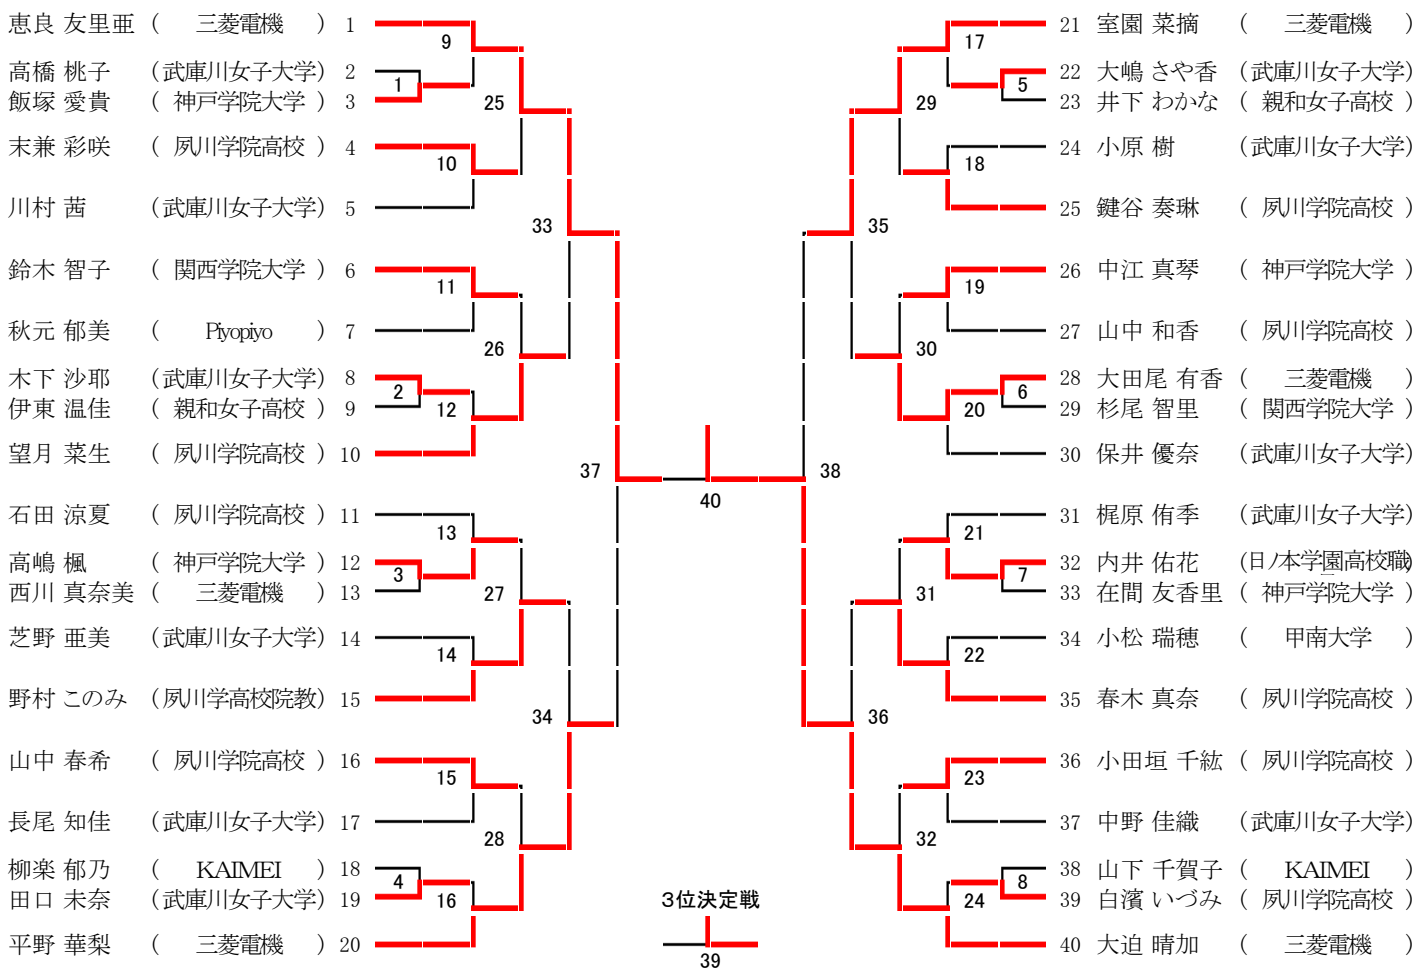 恵良 友里亜 ( 三菱電機 ) 1
高橋 桃子 (武庫川女子大学) 2
飯塚 愛貴 ( 神戸学院大学 ) 3
末兼 彩咲 ( 夙川学院高校 ) 4
川村 茜 (武庫川女子大学) 5
鈴木 智子 ( 関西学院大学 ) 6
秋元 郁美 ( Piyopiyo ) 7
木下 沙耶 (武庫川女子大学) 8
伊東 温佳 ( 親和女子高校 ) 9
望月 菜生 ( 夙川学院高校 ) 10
石田 涼夏 ( 夙川学院高校 ) 11
高嶋 楓 ( 神戸学院大学 ) 12
西川 真奈美 ( 三菱電機 ) 13
芝野 亜美 (武庫川女子大学) 14
野村 このみ (夙川学高校院教) 15
山中 春希 ( 夙川学院高校 ) 16
長尾 知佳 (武庫川女子大学) 17
柳楽 郁乃 ( KAIMEI ) 18
田口 未奈 (武庫川女子大学) 19
平野 華梨 ( 三菱電機 ) 20
9
1
10
11
2
12
13
3
14
15
4
16
25
26
27
28
33
34
37
40
3位決定戦
39
38
35
36
29
30
31
32
17
5
18
19
6
20
21
7
22
23
8
24
21 室園 菜摘 ( 三菱電機 )
22 大嶋 さや香 (武庫川女子大学)
23 井下 わかな ( 親和女子高校 )
24 小原 樹 (武庫川女子大学)
25 鍵谷 奏琳 ( 夙川学院高校 )
26 中江 真琴 ( 神戸学院大学 )
27 山中 和香 ( 夙川学院高校 )
28 大田尾 有香 ( 三菱電機 )
29 杉尾 智里 ( 関西学院大学 )
30 保井 優奈 (武庫川女子大学)
31 梶原 侑季 (武庫川女子大学)
32 内井 佑花 (日ノ本学園高校職)
33 在間 友香里 ( 神戸学院大学 )
34 小松 瑞穂 ( 甲南大学 )
35 春木 真奈 ( 夙川学院高校 )
36 小田垣 千紘 ( 夙川学院高校 )
37 中野 佳織 (武庫川女子大学)
38 山下 千賀子 ( KAIMEI )
39 白濱 いづみ ( 夙川学院高校 )
40 大迫 晴加 ( 三菱電機 )